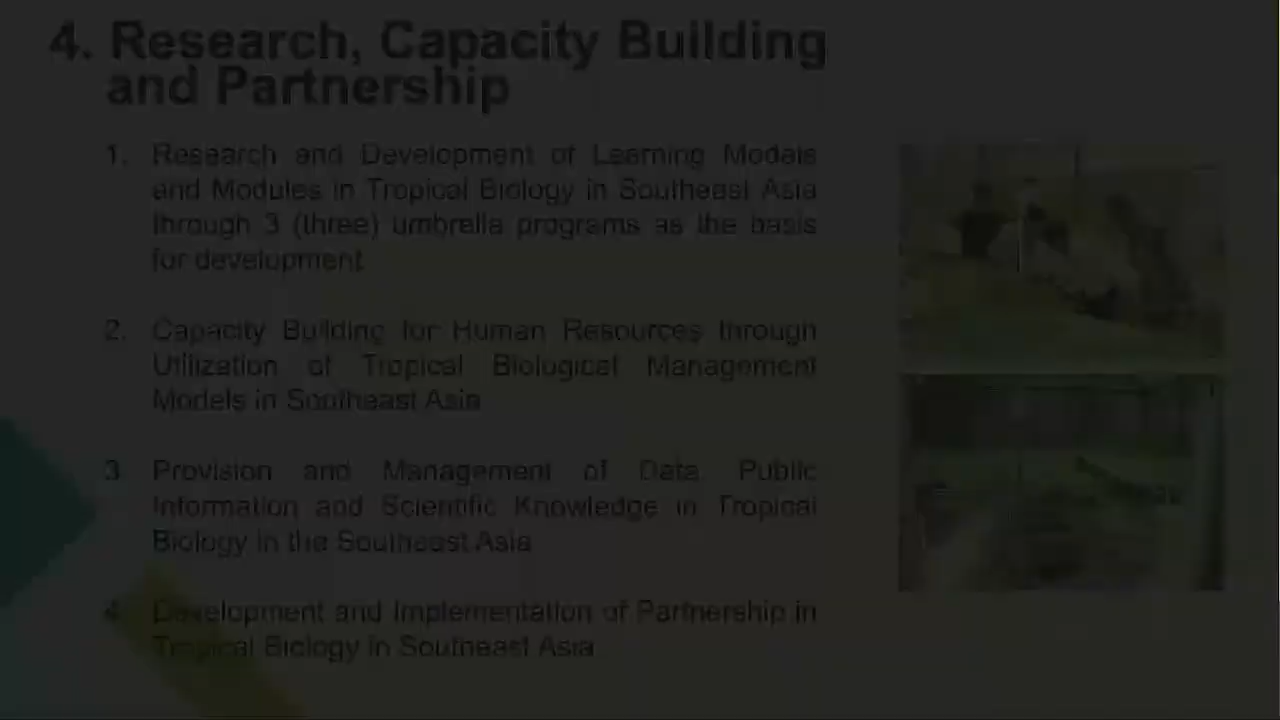 4. Research, Capacity Building
and Partnership
1. Research and Development of Learning Models
and Modules in Tropical Biology in Southeast Asia
through 3 (three) umbrella programs as the basis
for development
2. Capacity Building for Human Resources through
Utilization of Tropical Biological Management
Models in Southeast Asia
3. Provision and Management of Data, Public
Information and Scientific Knowledge in Tropical
Biology in the Southeast Asia
4. Development and Implementation of Partnership in
Tropical Biology in Southeast Asia